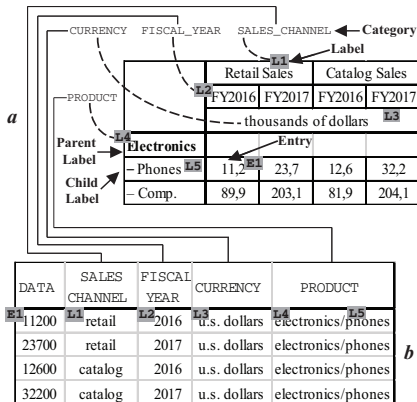 CURRENCY FISCAL_YEAR SALES_CHANNEL Category
L1 Label
Retail Sales Catalog Sales
L2 FY2016 FY2017 FY2016 FY2017
PRODUCT
thousands of dollars L3
a
L4
Parent Label Electronics
Entry
Child Label – Phones L5 11,2 E1 23,7 12,6 32,2
– Comp. 89,9 203,1 81,9 204,1
DATA SALES CHANNEL FISCAL YEAR CURRENCY PRODUCT
E1 L1 L2 L3 L4 L5
11200 retail 2016 u.s. dollars electronics/phones
23700 retail 2017 u.s. dollars electronics/phones
b
12600 catalog 2016 u.s. dollars electronics/phones
32200 catalog 2017 u.s. dollars electronics/phones